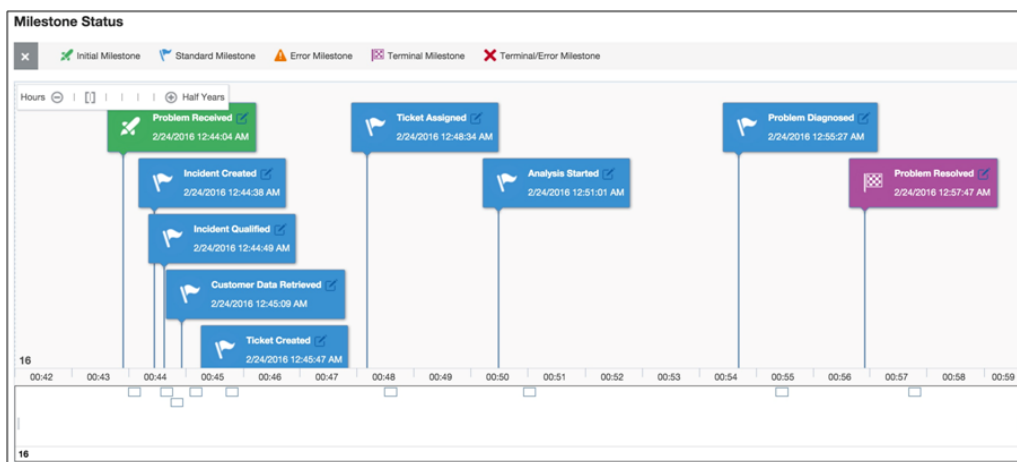 Milestone Status
Initial Milestone Standard Milestone Error Milestone Terminal Milestone Terminal/Error Milestone
Hours Half Years
Problem Received
2/24/2016 12:44:04 AM
Ticket Assigned
2/24/2016 12:48:34 AM
Problem Diagnosed
2/24/2016 12:55:27 AM
Incident Created
2/24/2016 12:44:38 AM
Analysis Started
2/24/2016 12:51:01 AM
Problem Resolved
2/24/2016 12:57:47 AM
Incident Qualified
2/24/2016 12:44:49 AM
Customer Data Retrieved
2/24/2016 12:45:09 AM
Ticket Created
2/24/2016 12:45:47 AM
16
00:42 00:43 00:44 00:45 00:46 00:47 00:48 00:49 00:50 00:51 00:52 00:53 00:54 00:55 00:56 00:57 00:58 00:59
16